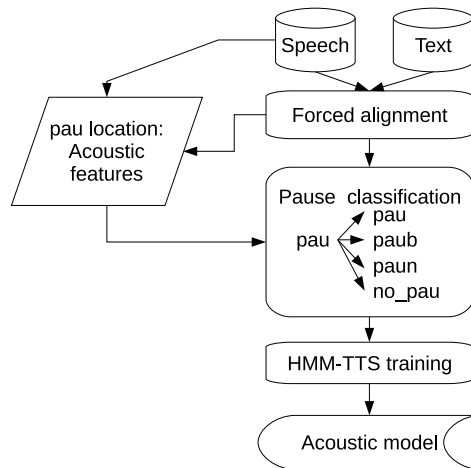 Speech
Text
Forced alignment
pau location:
Acoustic
features
Pause classification
pau
pau
paub
paun
no_pau
HMM-TTS training
Acoustic model